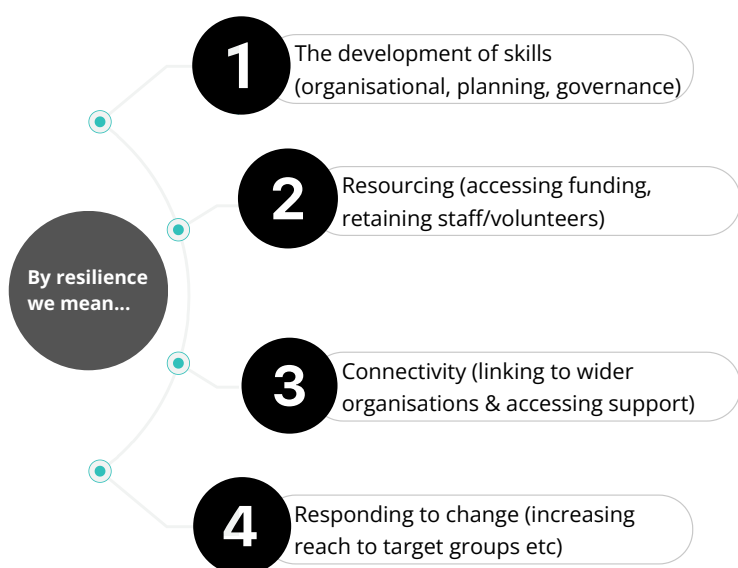 By resilience
we mean...
1
The development of skills
(organisational, planning, governance)
2
Resourcing (accessing funding,
retaining staff/volunteers)
3
Connectivity (linking to wider
organisations & accessing support)
4
Responding to change (increasing
reach to target groups etc)